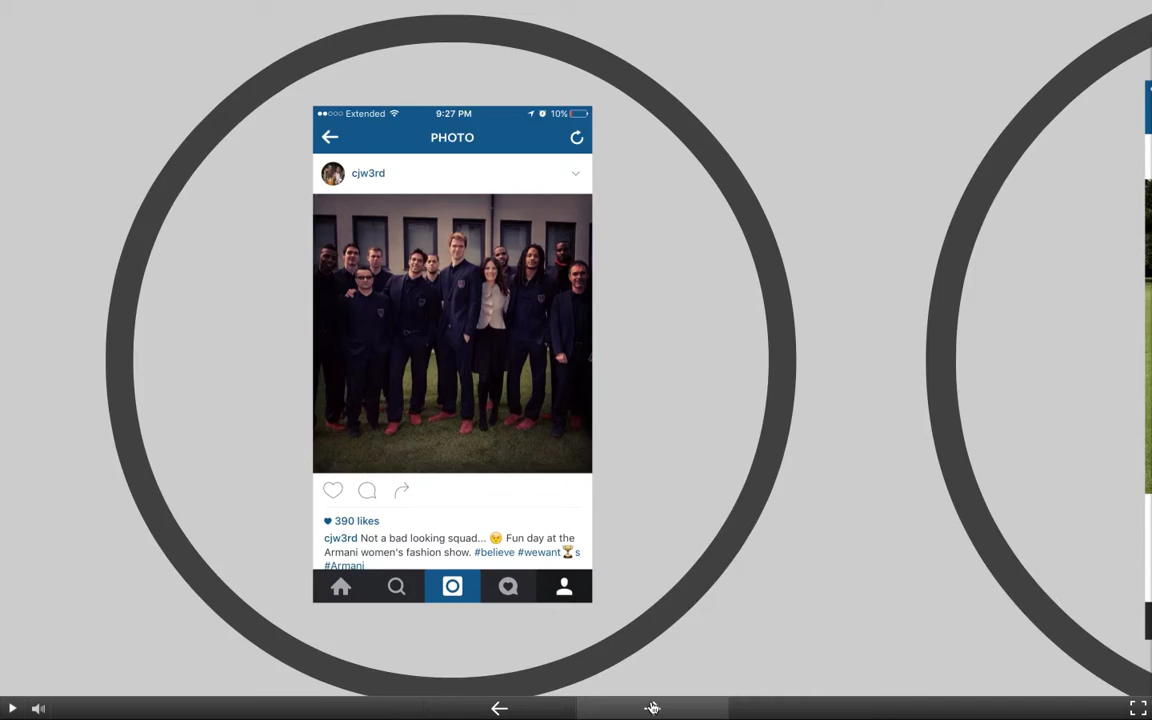 Extended 9:27 PM 10%
PHOTO
cjw3rd
390 likes
cjw3rd Not a bad looking squad... 😠 Fun day at the
Armani women's fashion show. #believe #wewant⏳s
#Armani